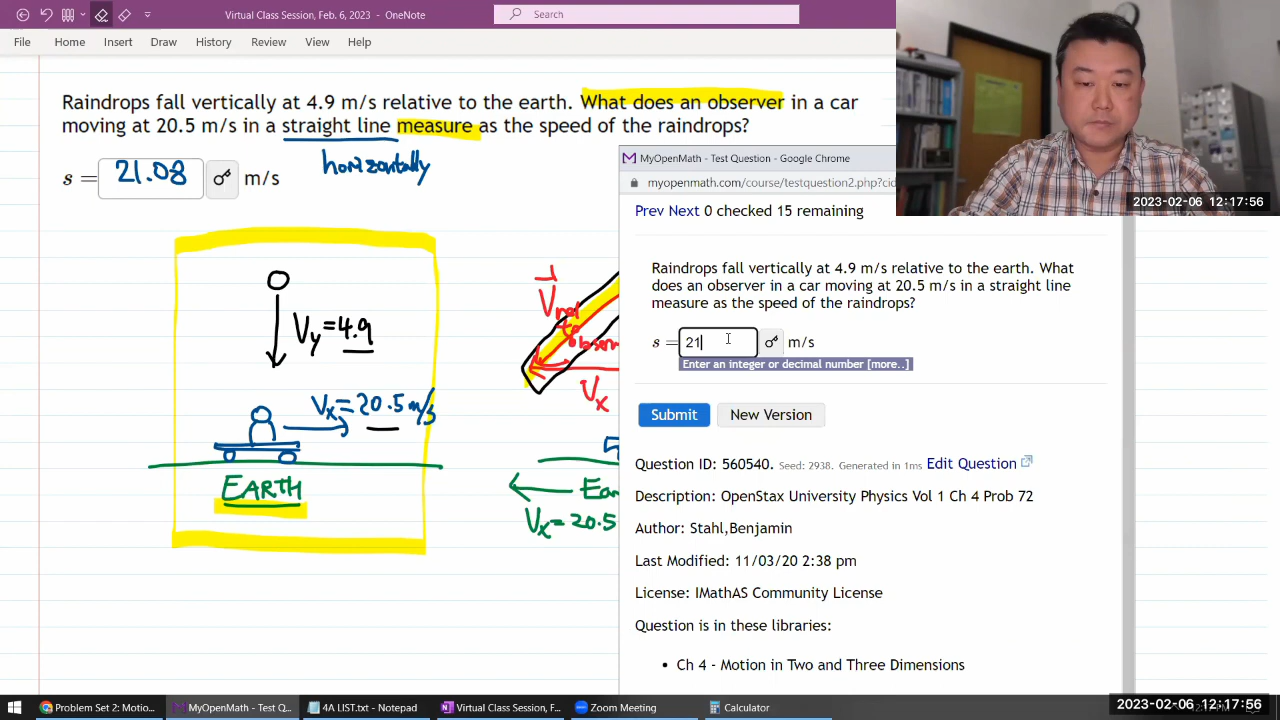 Virtual Class Session, Feb. 6, 2023 - OneNote
Search
File Home Insert Draw History Review View Help
Raindrops fall vertically at 4.9 m/s relative to the earth. What does an observer in a car
moving at 20.5 m/s in a straight line measure as the speed of the raindrops?
horizontally
s = 21.08 m/s
Vy = 4.9
Vx = 20.5 m/s
EARTH
Vrel
to
obser
Vx
Ear
Vx = 20.5
MyOpenMath - Test Question - Google Chrome
myopenmath.com/course/testquestion2.php?cid
Prev Next 0 checked 15 remaining
Raindrops fall vertically at 4.9 m/s relative to the earth. What
does an observer in a car moving at 20.5 m/s in a straight line
measure as the speed of the raindrops?
s = 21 m/s
Enter an integer or decimal number [more..]
Submit New Version
Question ID: 560540. Seed: 2938. Generated in 1ms Edit Question
Description: OpenStax University Physics Vol 1 Ch 4 Prob 72
Author: Stahl,Benjamin
Last Modified: 11/03/20 2:38 pm
License: IMathAS Community License
Question is in these libraries:
• Ch 4 - Motion in Two and Three Dimensions
2023-02-06 12:17:56
Problem Set 2: Motio... MyOpenMath - Test Q... 4A LIST.txt - Notepad Virtual Class Session, F... Zoom Meeting Calculator
2023-02-06 12:17:56